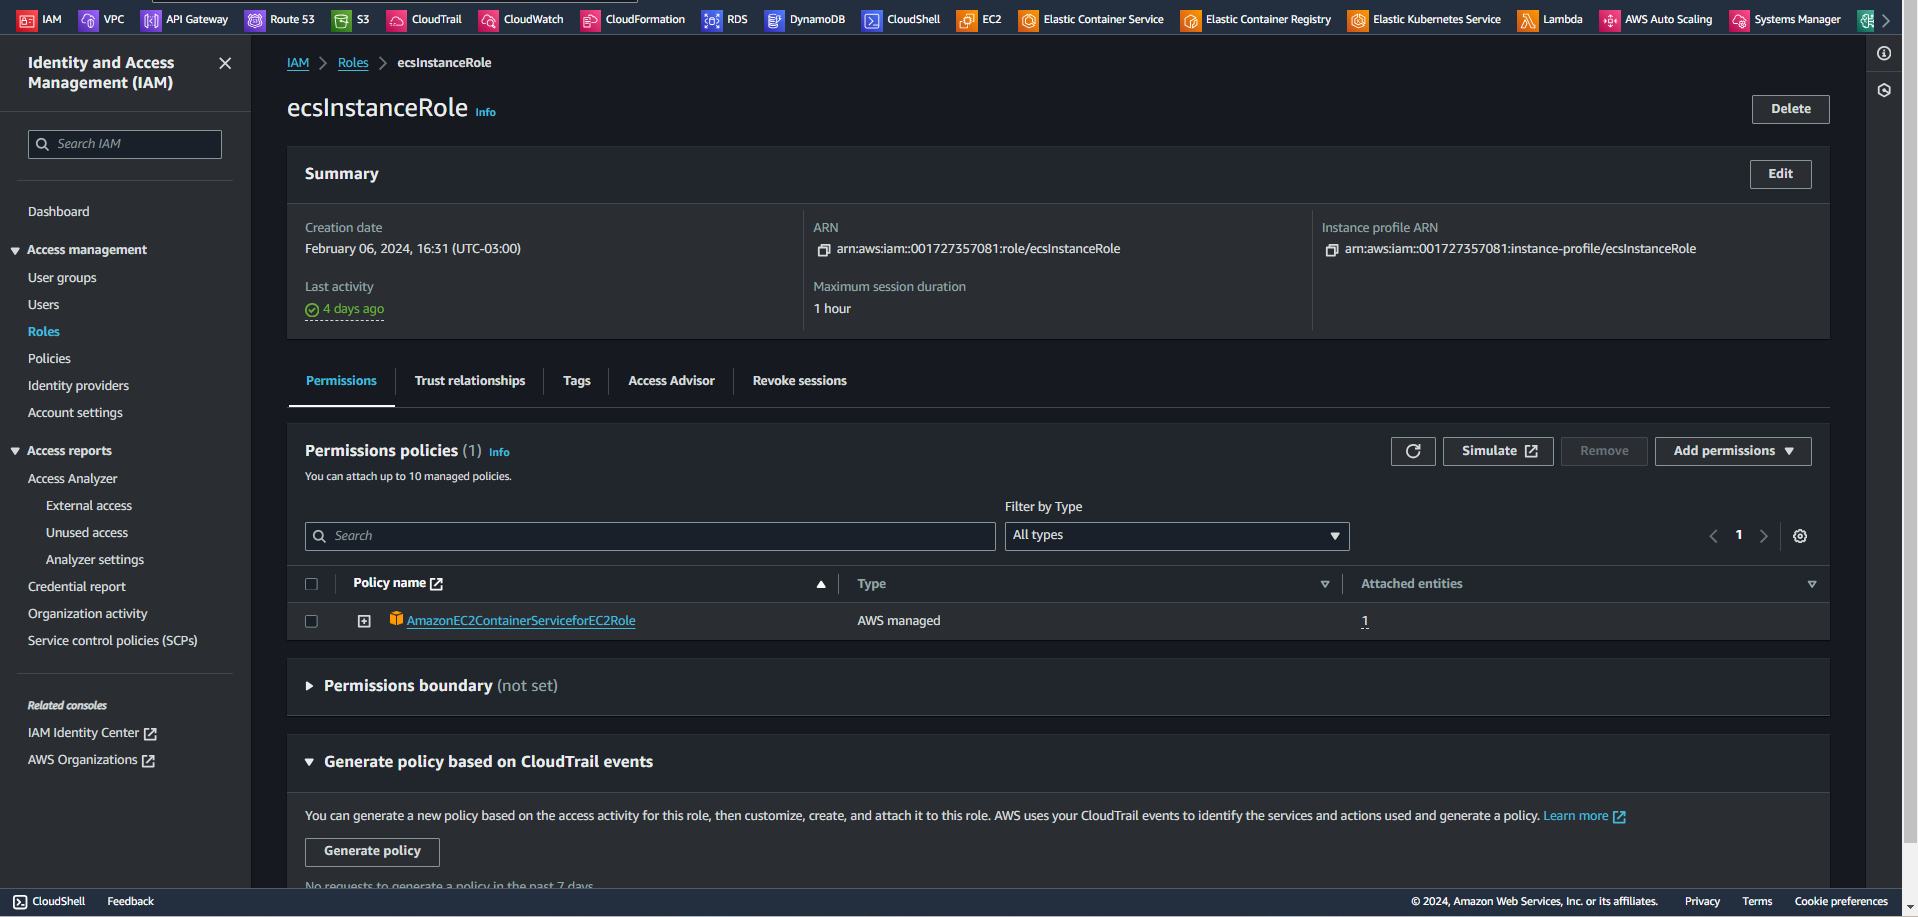 IAM VPC API Gateway Route 53 S3 CloudTrail CloudWatch CloudFormation RDS DynamoDB CloudShell EC2 Elastic Container Service Elastic Container Registry Elastic Kubernetes Service Lambda AWS Auto Scaling Systems Manager
Identity and Access
Management (IAM)
Search IAM
Dashboard
Access management
User groups
Users
Roles
Policies
Identity providers
Account settings
Access reports
Access Analyzer
External access
Unused access
Analyzer settings
Credential report
Organization activity
Service control policies (SCPs)
Related consoles
IAM Identity Center
AWS Organizations
IAM Roles ecsInstanceRole
ecsInstanceRole Info
Delete
Summary
Edit
Creation date
February 06, 2024, 16:31 (UTC-03:00)
Last activity
4 days ago
ARN
arn:aws:iam::001727357081:role/ecsInstanceRole
Maximum session duration
1 hour
Instance profile ARN
arn:aws:iam::001727357081:instance-profile/ecsInstanceRole
Permissions Trust relationships Tags Access Advisor Revoke sessions
Permissions policies (1) Info
You can attach up to 10 managed policies.
Simulate Remove Add permissions
Filter by Type
Search
All types
1
Policy name Type Attached entities
AmazonEC2ContainerServiceforEC2Role AWS managed 1
Permissions boundary (not set)
Generate policy based on CloudTrail events
You can generate a new policy based on the access activity for this role, then customize, create, and attach it to this role. AWS uses your CloudTrail events to identify the services and actions used and generate a policy. Learn more
Generate policy
No requests to generate a policy in the past 7 days.
CloudShell Feedback
© 2024, Amazon Web Services, Inc. or its affiliates. Privacy Terms Cookie preferences